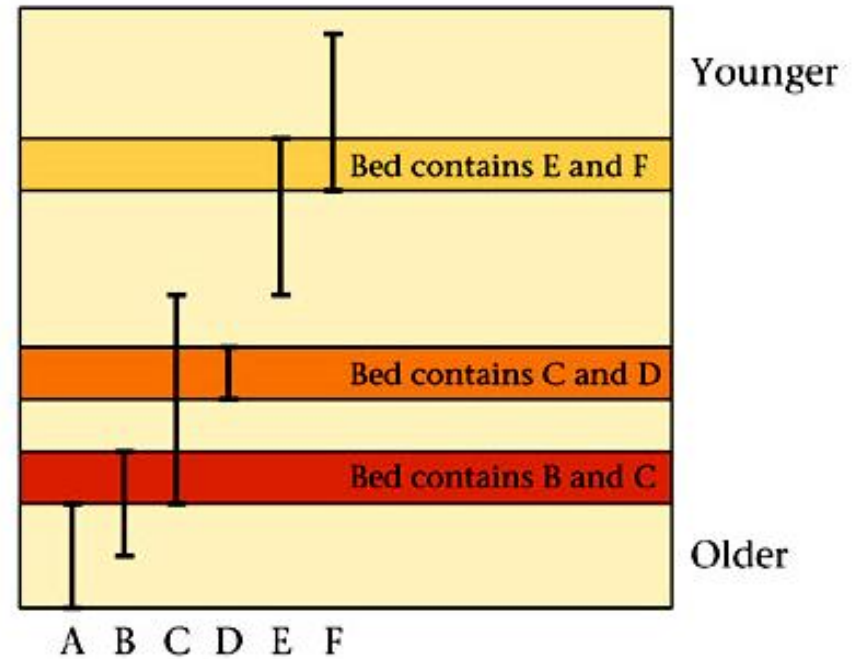 Younger
Bed contains E and F
Bed contains C and D
Bed contains B and C
Older
A B C D E F